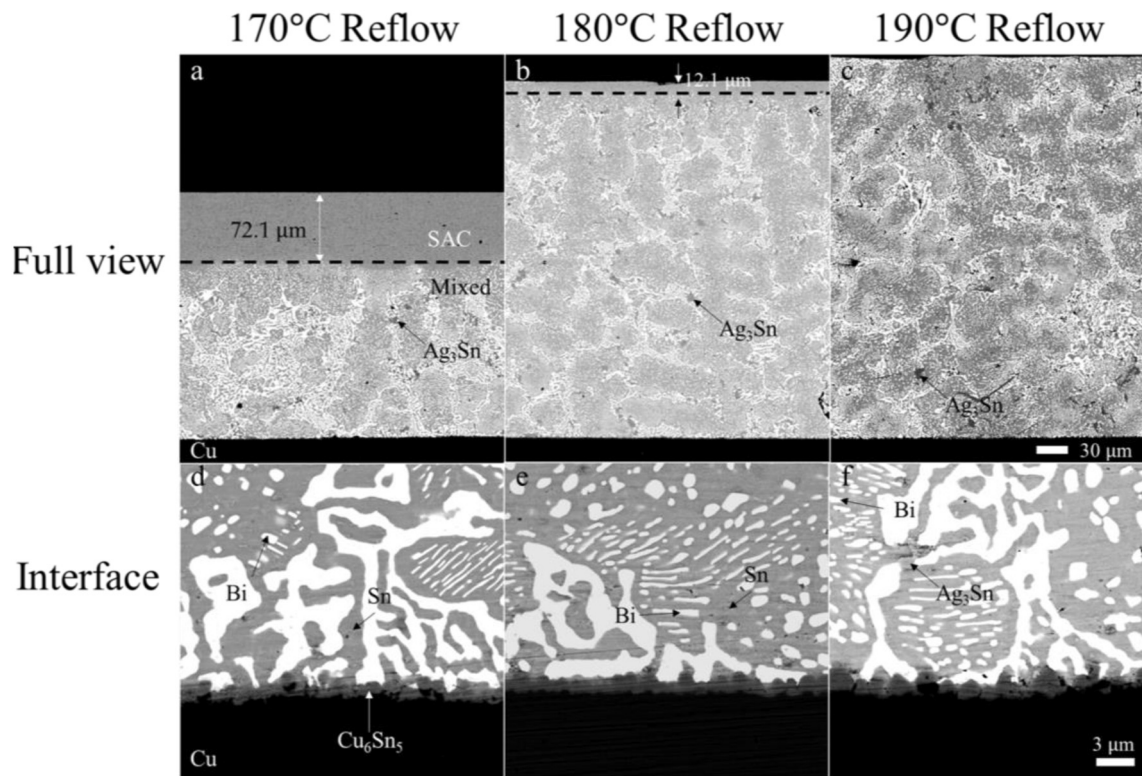 170°C Reflow
180°C Reflow
190°C Reflow
Full view
a
72.1 μm
SAC
Mixed
Ag₃Sn
Cu
b
12.1 μm
Ag₃Sn
c
Ag₃Sn
30 μm
Interface
d
Bi
Bi
Sn
Cu₆Sn₅
Cu
e
Sn
Bi
f
Bi
Ag₃Sn
3 μm